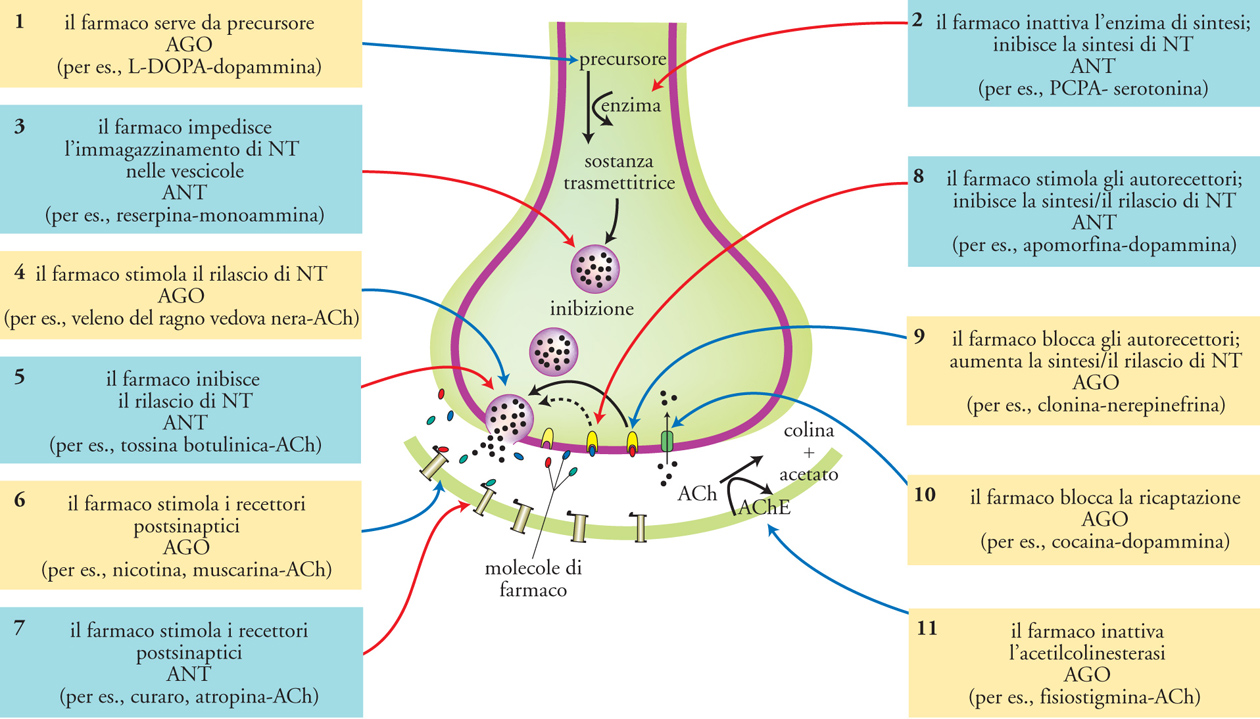 1
il farmaco serve da precursore
AGO
(per es., L-DOPA-dopammina)
2
il farmaco inattiva l'enzima di sintesi;
inibisce la sintesi di NT
ANT
(per es., PCPA- serotonina)
3
il farmaco impedisce
l'immagazzinamento di NT
nelle vescicole
ANT
(per es., reserpina-monoammina)
4
il farmaco stimola il rilascio di NT
AGO
(per es., veleno del ragno vedova nera-ACh)
5
il farmaco inibisce
il rilascio di NT
ANT
(per es., tossina botulinica-ACh)
6
il farmaco stimola i recettori
postsinaptici
AGO
(per es., nicotina, muscarina-ACh)
7
il farmaco stimola i recettori
postsinaptici
ANT
(per es., curaro, atropina-ACh)
precursore
enzima
sostanza
trasmettitrice
inibizione
colina
+
acetato
ACh
AChE
molecole di
farmaco
8
il farmaco stimola gli autorecettori;
inibisce la sintesi/il rilascio di NT
ANT
(per es., apomorfina-dopammina)
9
il farmaco blocca gli autorecettori;
aumenta la sintesi/il rilascio di NT
AGO
(per es., clonina-nerepinefrina)
10
il farmaco blocca la ricaptazione
AGO
(per es., cocaina-dopammina)
11
il farmaco inattiva
l'acetilcolinesterasi
AGO
(per es., fisiostigmina-ACh)